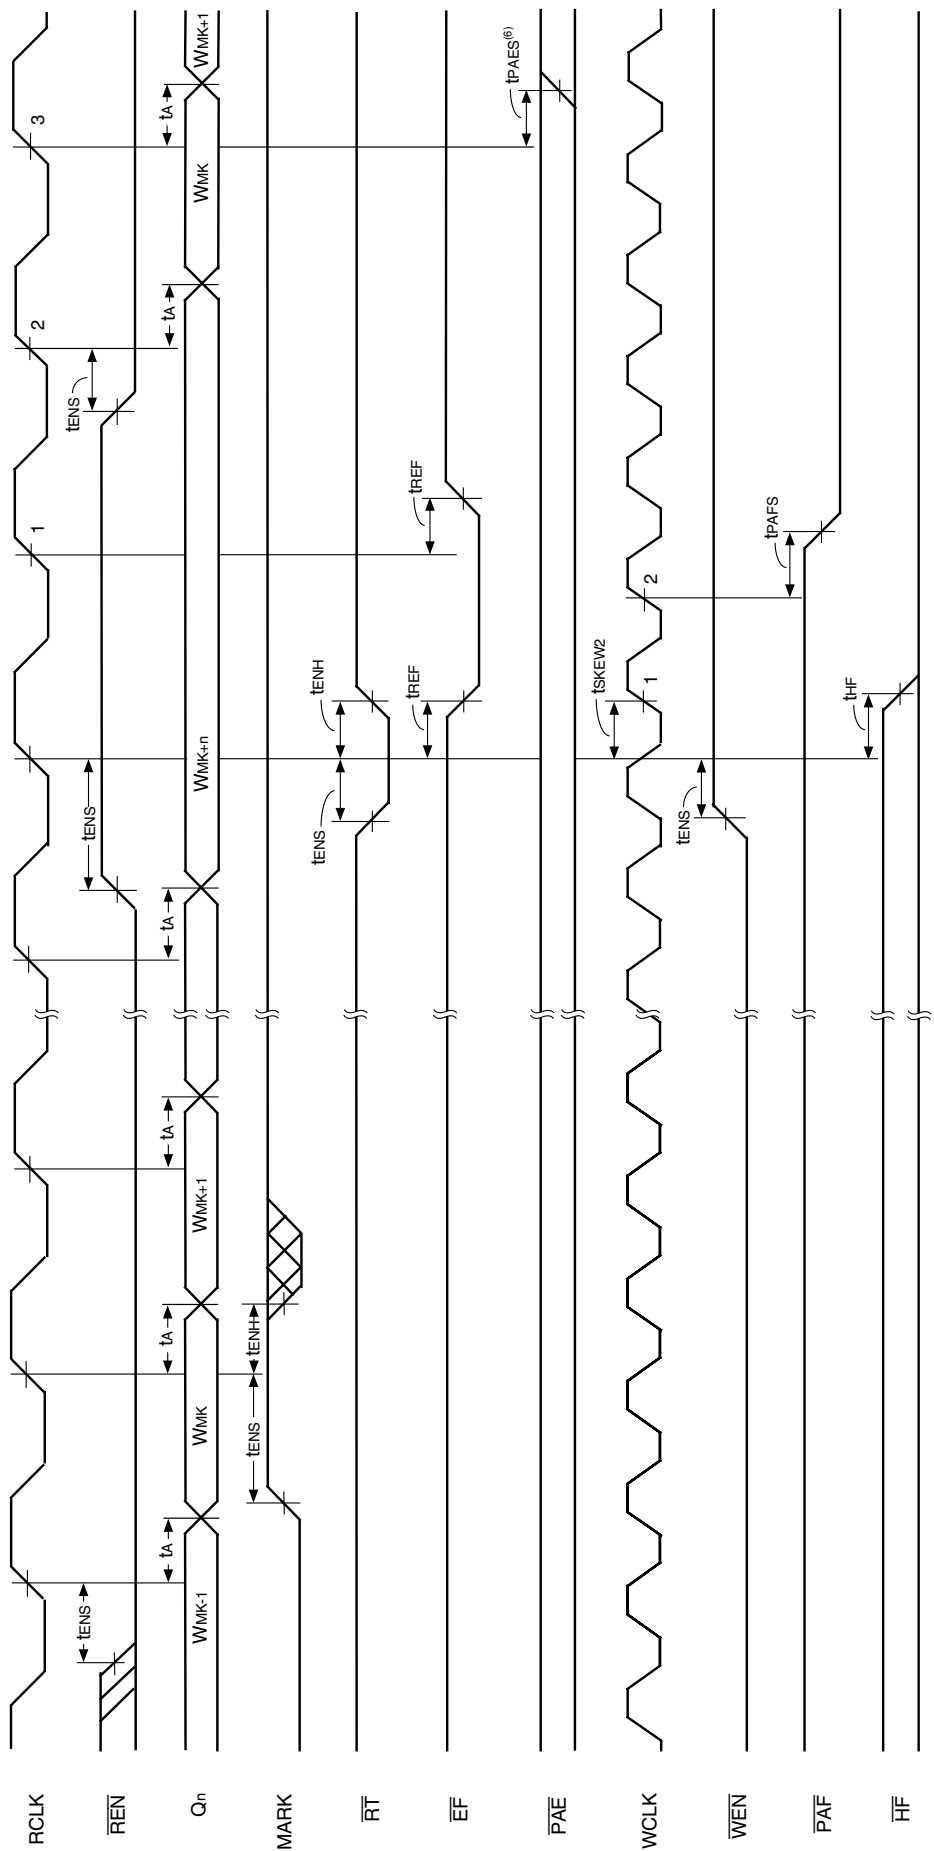 RCLK
1
2
3
REN
tENS
tENS
tENS
Qn
WMK-1
tA
WMK
tA
WMK+1
tA
tA
WMK+n
tA
WMK
tA
WMK+1
MARK
tENS
tENH
RT
tENS
tENH
EF
tREF
tREF
PAE
tPAES(6)
WCLK
tSKEW2
1
2
WEN
tENS
PAF
tPAFS
HF
tHF